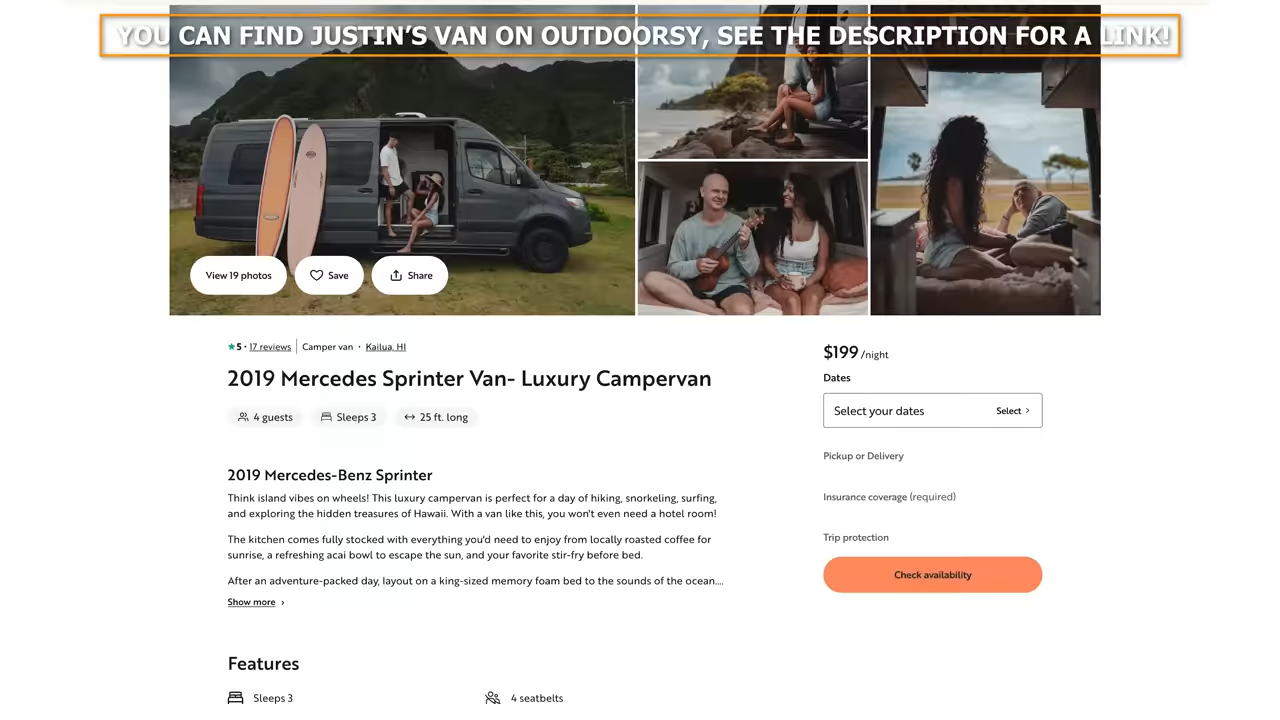 YOU CAN FIND JUSTIN'S VAN ON OUTDOORSY, SEE THE DESCRIPTION FOR A LINK!
View 19 photos
Save
Share
★5 • 17 reviews | Camper van • Kailua, HI
2019 Mercedes Sprinter Van- Luxury Campervan
4 guests
Sleeps 3
25 ft. long
2019 Mercedes-Benz Sprinter
Think island vibes on wheels! This luxury campervan is perfect for a day of hiking, snorkeling, surfing,
and exploring the hidden treasures of Hawaii. With a van like this, you won't even need a hotel room!
The kitchen comes fully stocked with everything you'd need to enjoy from locally roasted coffee for
sunrise, a refreshing acai bowl to escape the sun, and your favorite stir-fry before bed.
After an adventure-packed day, layout on a king-sized memory foam bed to the sounds of the ocean....
Show more ›
Features
Sleeps 3
4 seatbelts
$199 /night
Dates
Select your dates
Select ›
Pickup or Delivery
Insurance coverage (required)
Trip protection
Check availability